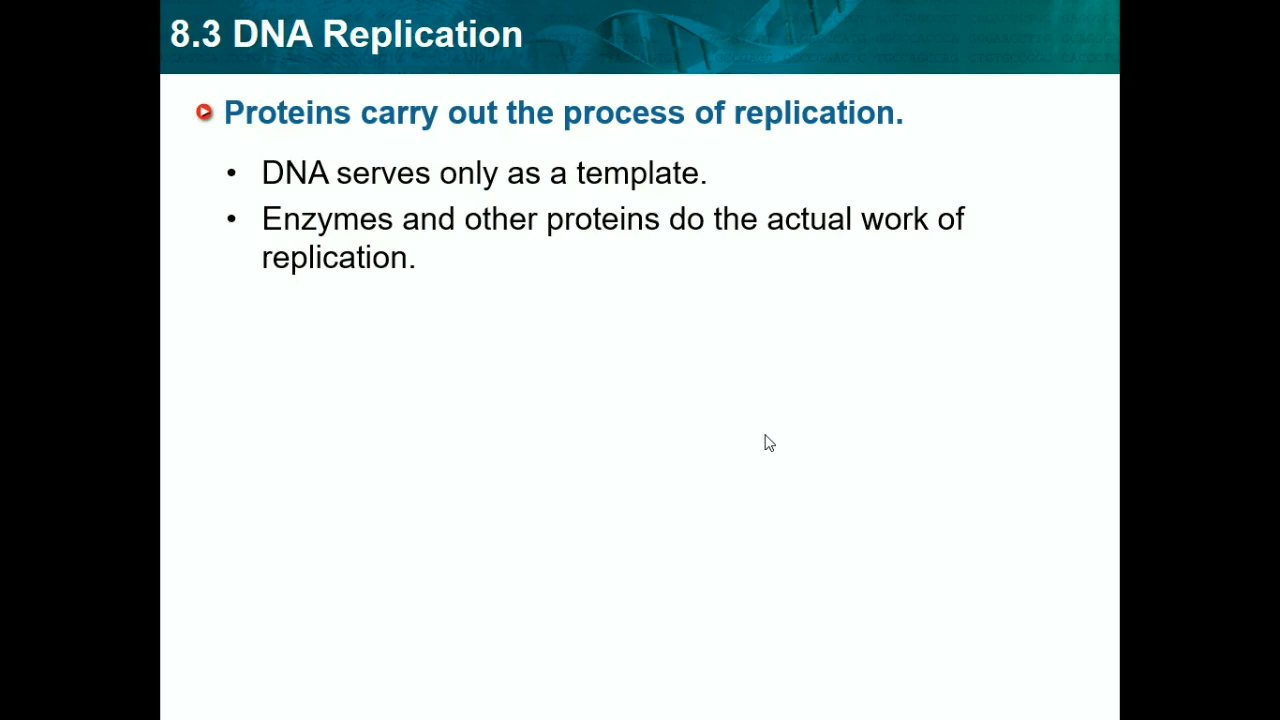 8.3 DNA Replication
Proteins carry out the process of replication.
• DNA serves only as a template.
• Enzymes and other proteins do the actual work of
replication.